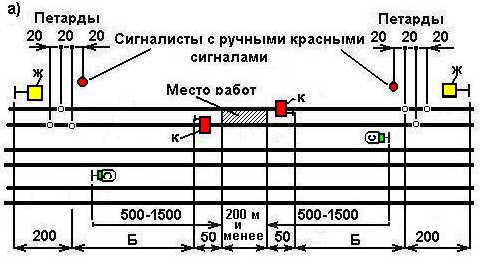 а)
Петарды
20 20 20
Ж
Сигналисты с ручными красными
сигналами
Петарды
20 20 20
Ж
Место работ
К
К
С
С
500-1500
200 м
и
менее
500-1500
200
Б
50
50
Б
200